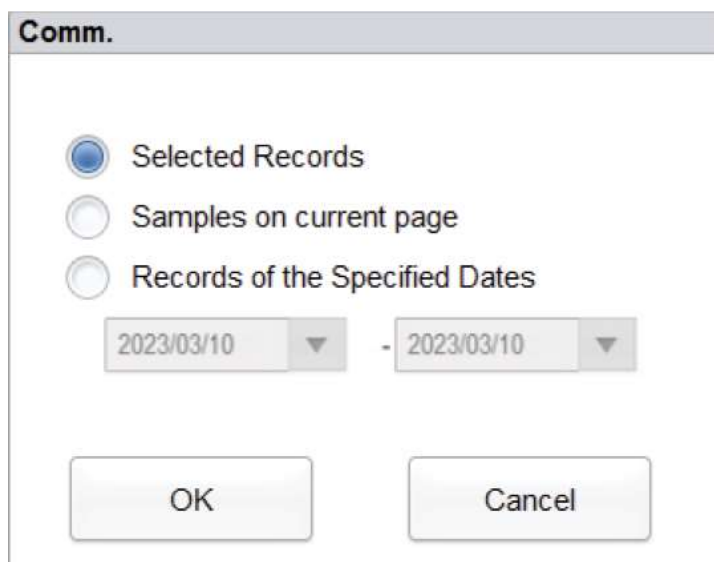 Comm.
Selected Records
Samples on current page
Records of the Specified Dates
2023/03/10 - 2023/03/10
OK Cancel